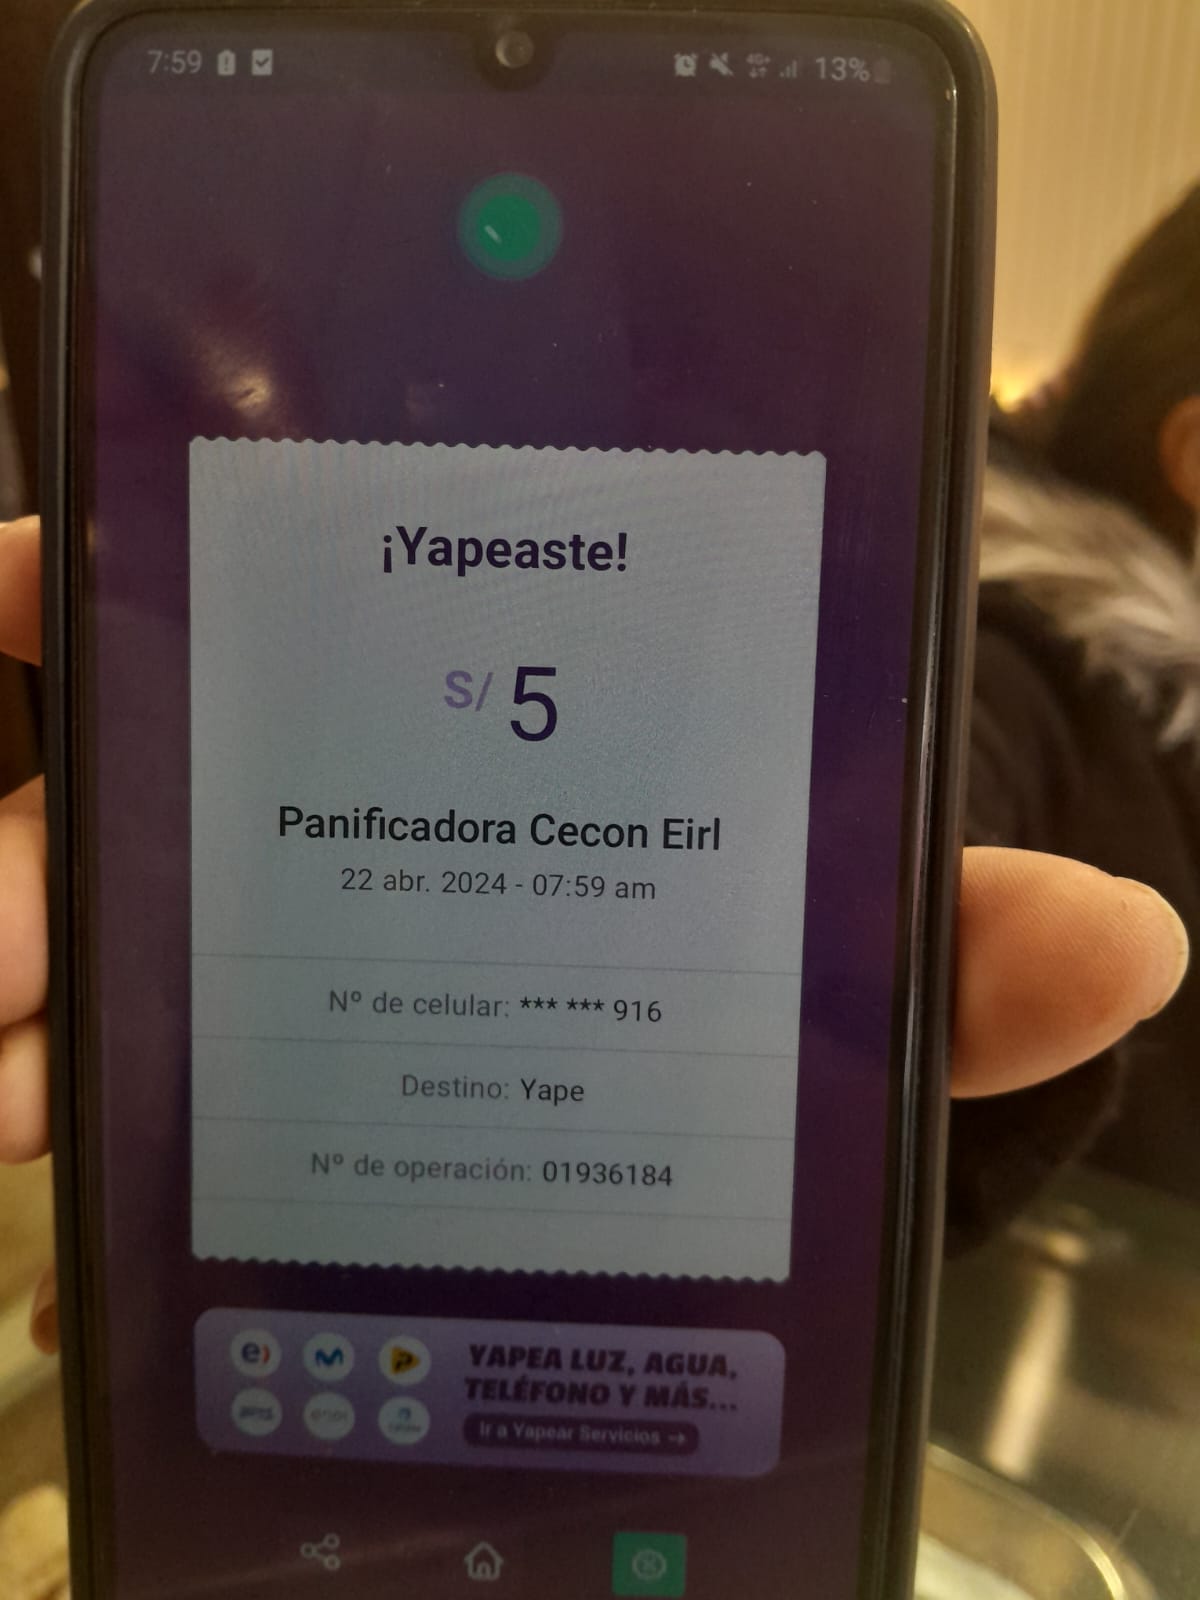 7:59
4G+ 13%
¡Yapeaste!
S/ 5
Panificadora Cecon Eirl
22 abr. 2024 - 07:59 am
Nº de celular: *** *** 916
Destino: Yape
Nº de operación: 01936184
e)
YAPEA LUZ, AGUA,
TELÉFONO Y MÁS...
Ir a Yapear Servicios →